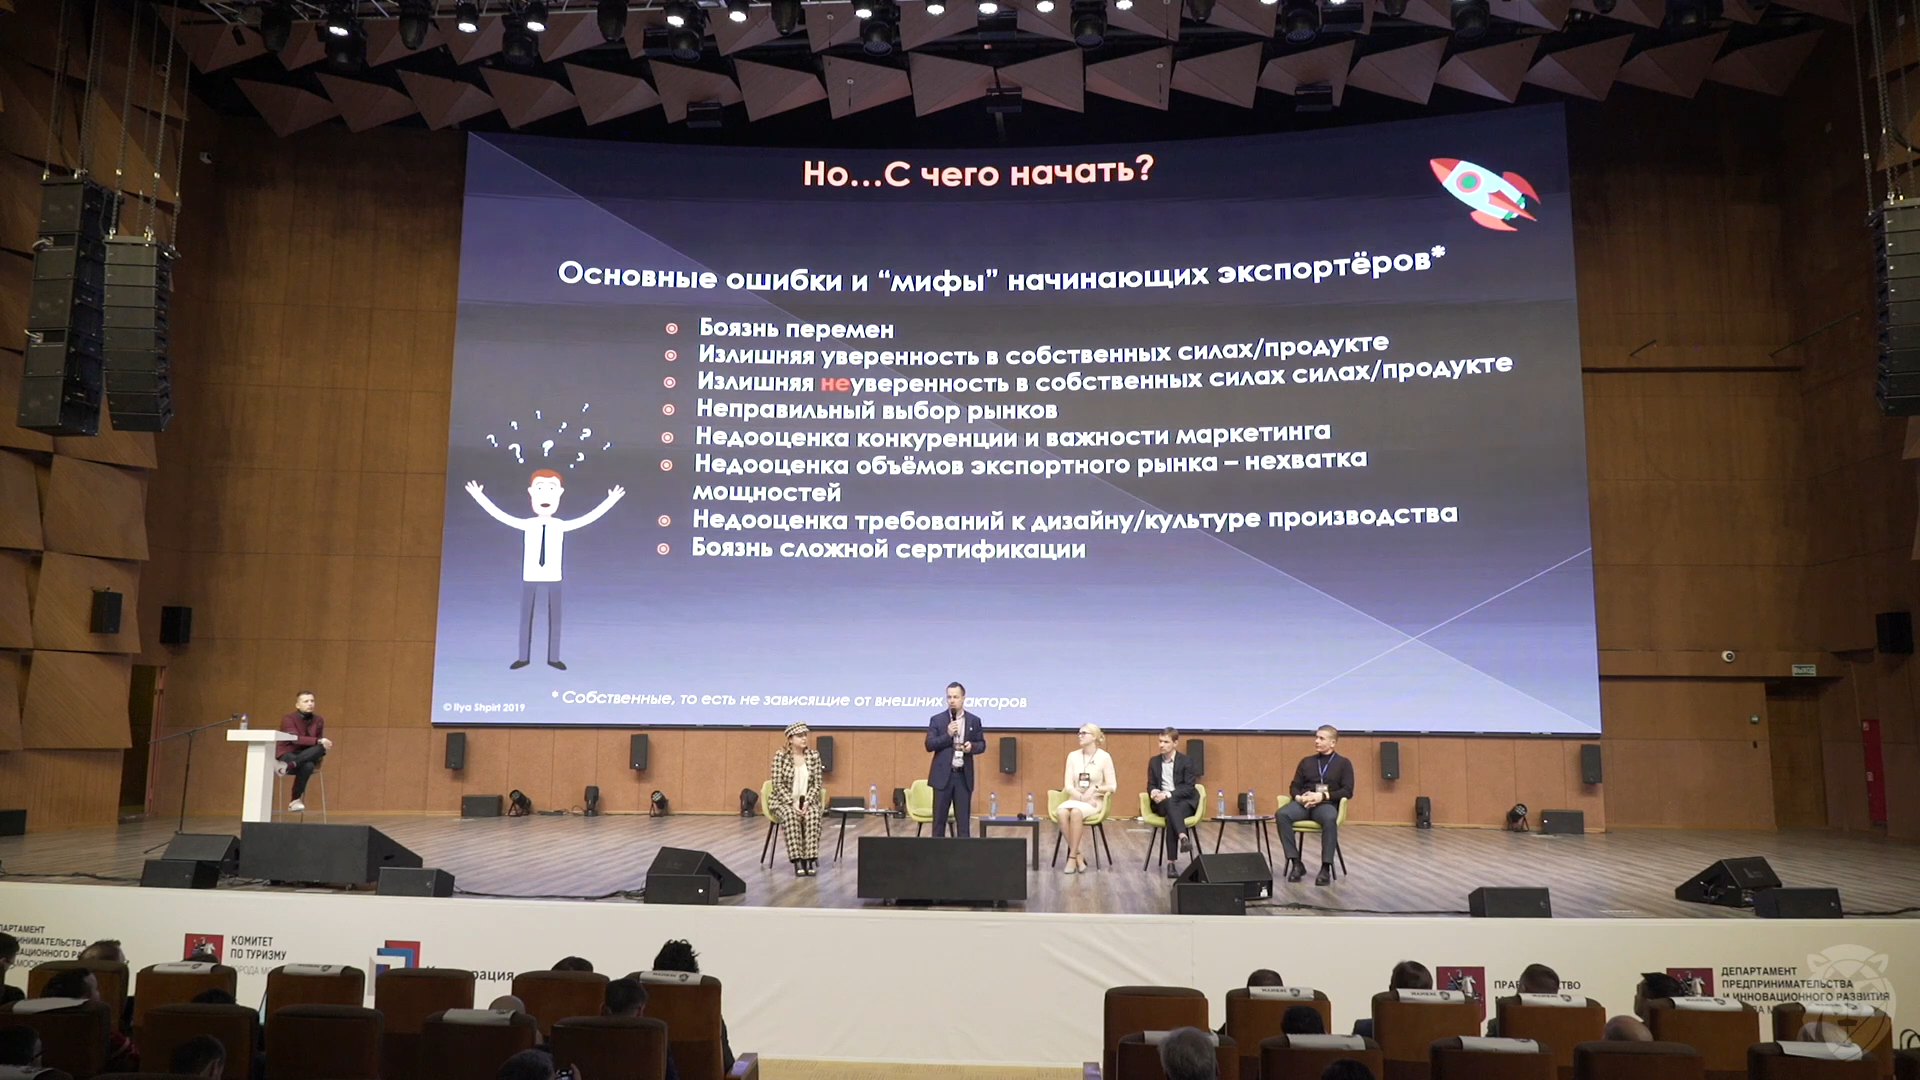 Но...С чего начать?
Основные ошибки и “мифы” начинающих экспортёров*
Боязнь перемен
Излишняя уверенность в собственных силах/продукте
Излишняя неуверенность в собственных силах силах/продукте
Неправильный выбор рынков
Недооценка конкуренции и важности маркетинга
Недооценка объёмов экспортного рынка – нехватка
мощностей
Недооценка требований к дизайну/культуре производства
Боязнь сложной сертификации
* Собственные, то есть не зависящие от внешних
© Ilya Shpirt 2019
ВЫХОД
КОМИТЕТ
ПО ТУРИЗМУ
ДЕПАРТАМЕНТ
ПРЕДПРИНИМАТЕЛЬСТВА
И ИННОВАЦИОННОГО РАЗВИТИЯ